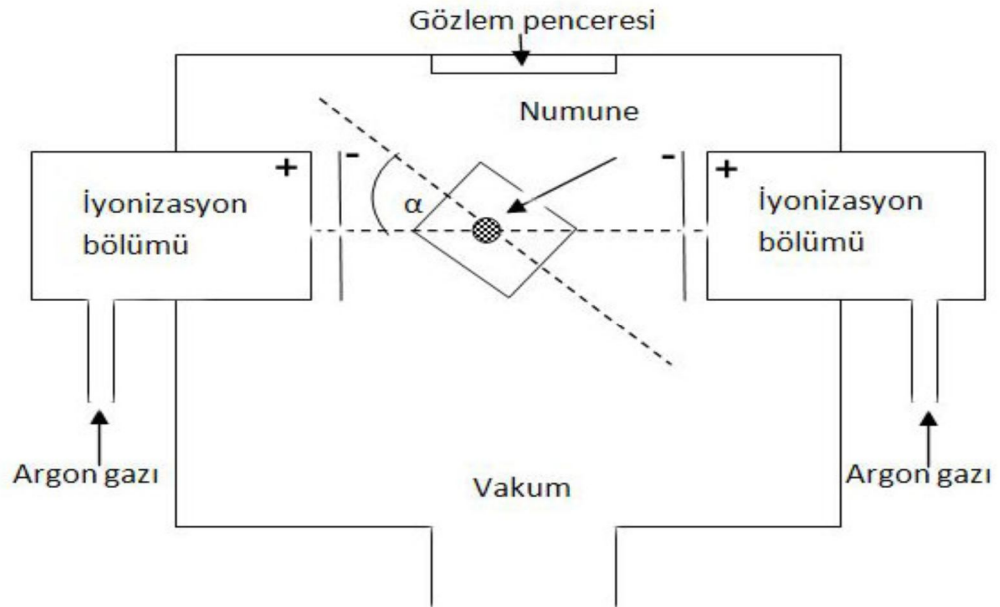 Gözlem penceresi
Numune
+
-
-
+
İyonizasyon
bölümü
α
İyonizasyon
bölümü
Argon gazı
Argon gazı
Vakum